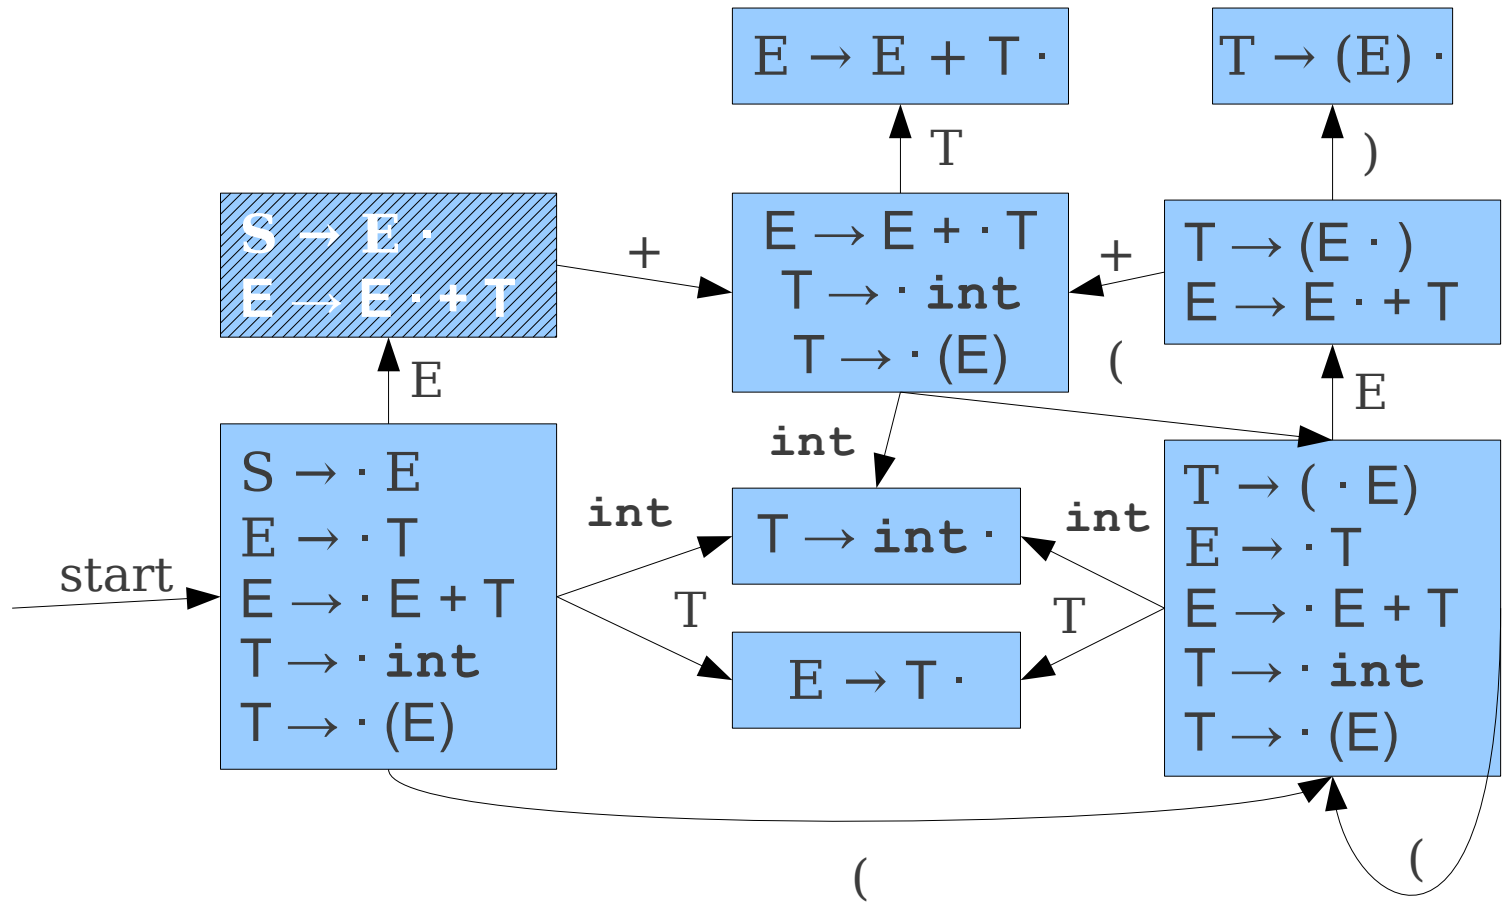 E → E + T ·
T → (E) ·
T
)
S → E ·
E → E · + T
+
E → E + · T
T → · int
T → · (E)
+
T → (E · )
E → E · + T
(
E
E
int
S → · E
E → · T
E → · E + T
T → · int
T → · (E)
start
int
T
T → int ·
E → T ·
int
T
T → ( · E)
E → · T
E → · E + T
T → · int
T → · (E)
(
(